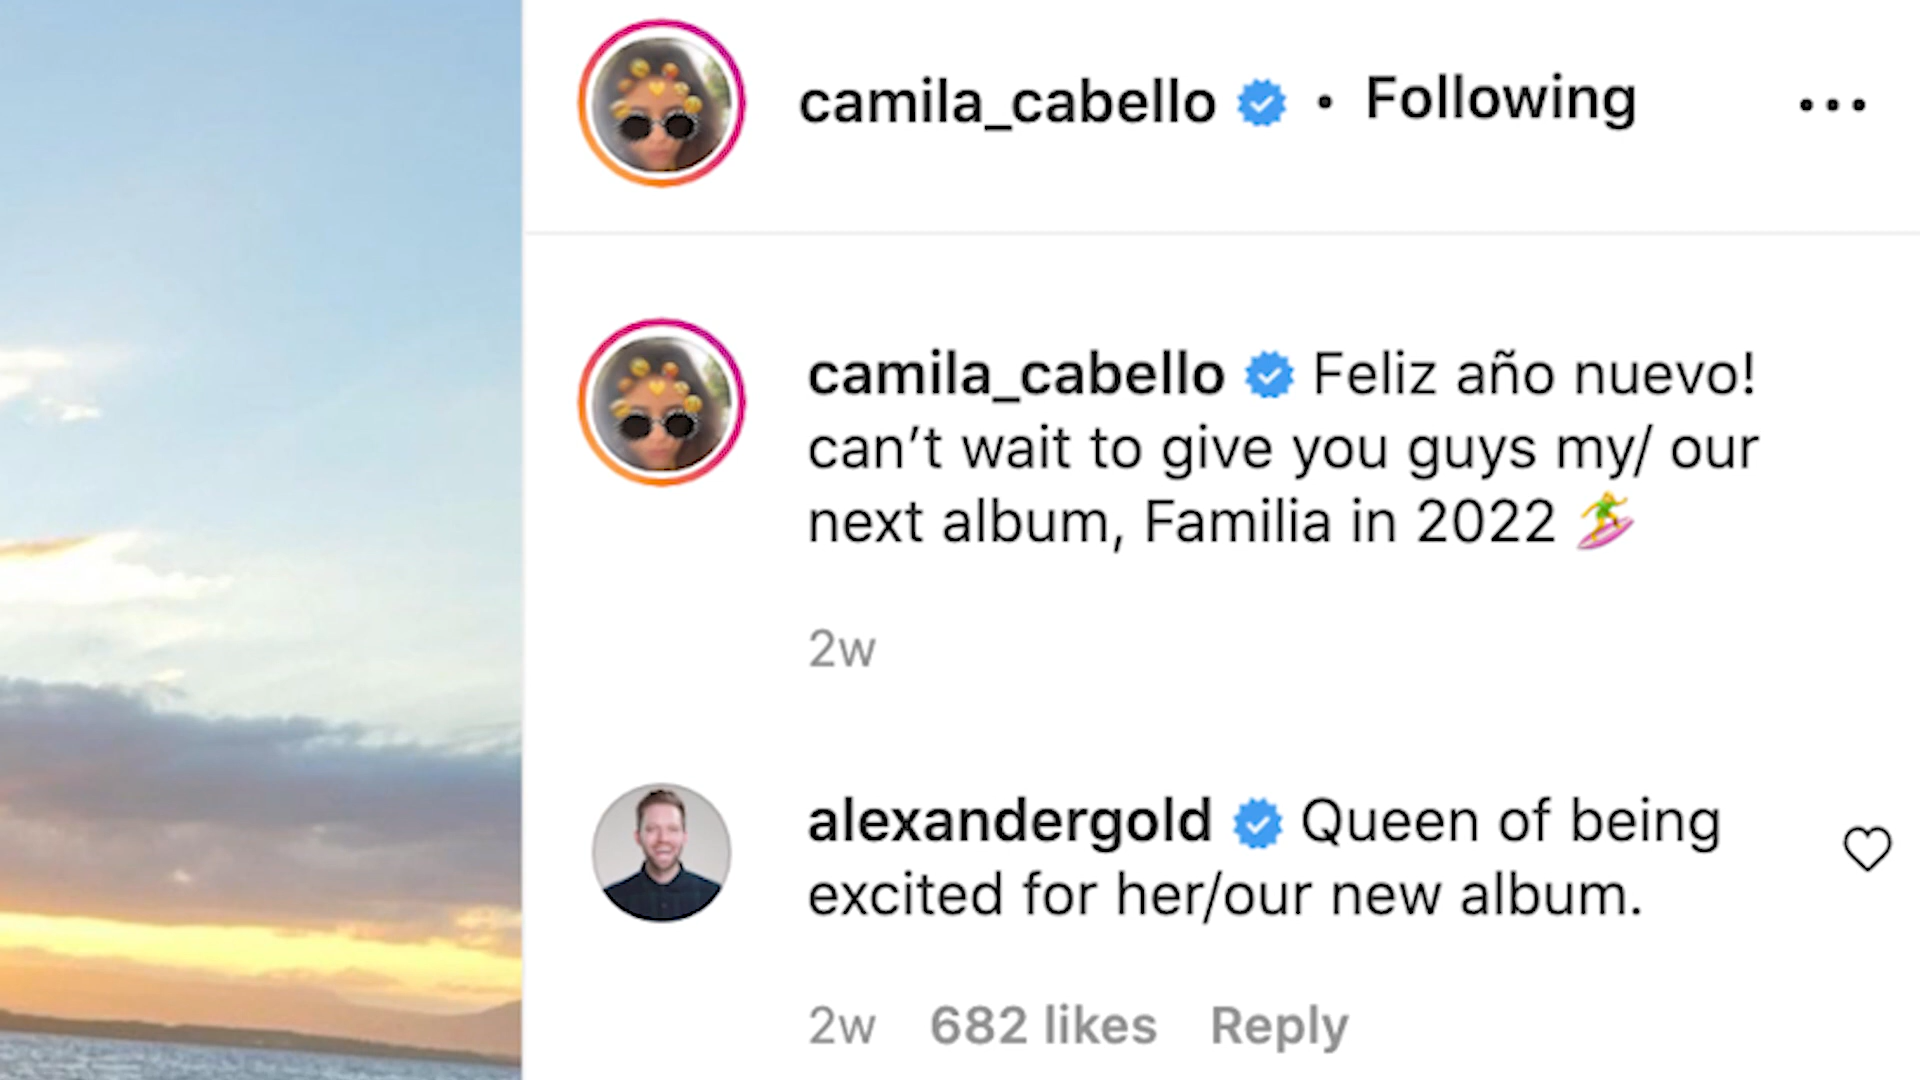 camila_cabello • Following
camila_cabello Feliz año nuevo!
can’t wait to give you guys my/ our
next album, Familia in 2022
2w
alexandergold Queen of being
excited for her/our new album.
2w 682 likes Reply